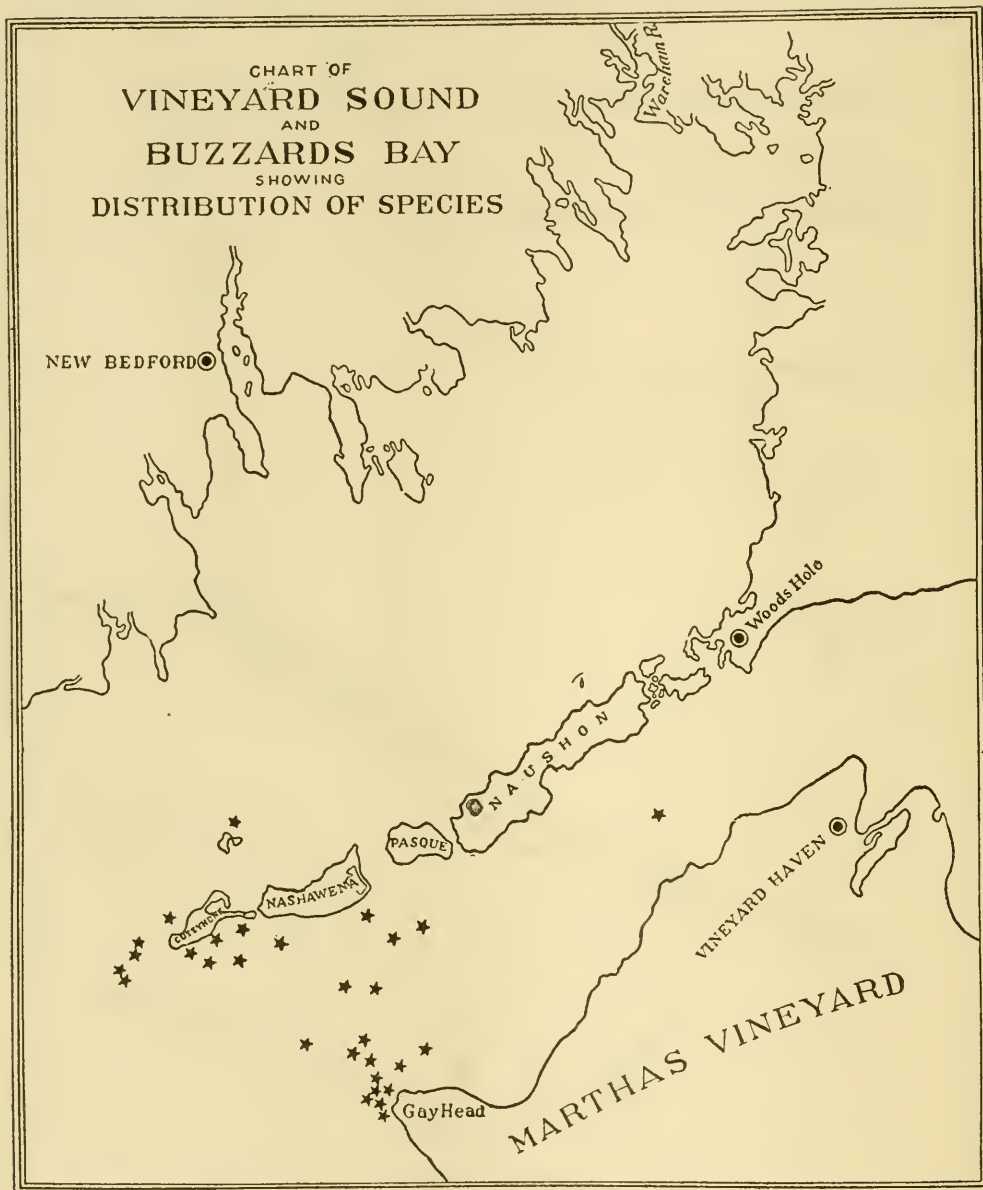 CHART OF
VINEYARD SOUND
AND
BUZZARDS BAY
SHOWING
DISTRIBUTION OF SPECIES
Wareham R.
NEW BEDFORD
Woods Hole
NAUSHON
PASQUE
NASHAWENA
VINEYARD HAVEN
MARTHAS VINEYARD
Gay Head